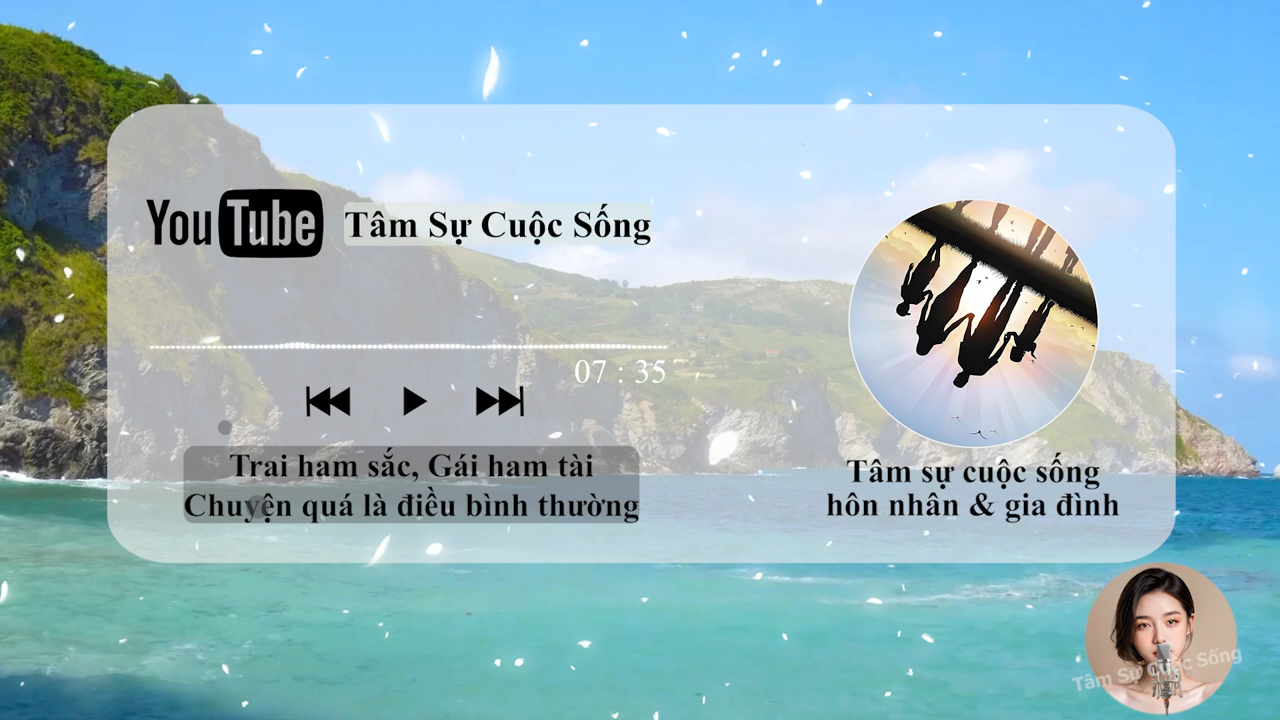 YouTube Tâm Sự Cuộc Sống
07 : 35
Trai ham sắc, Gái ham tài
Chuyện quá là điều bình thường
Tâm sự cuộc sống
hôn nhân & gia đình
Tâm Sự Cuộc Sống